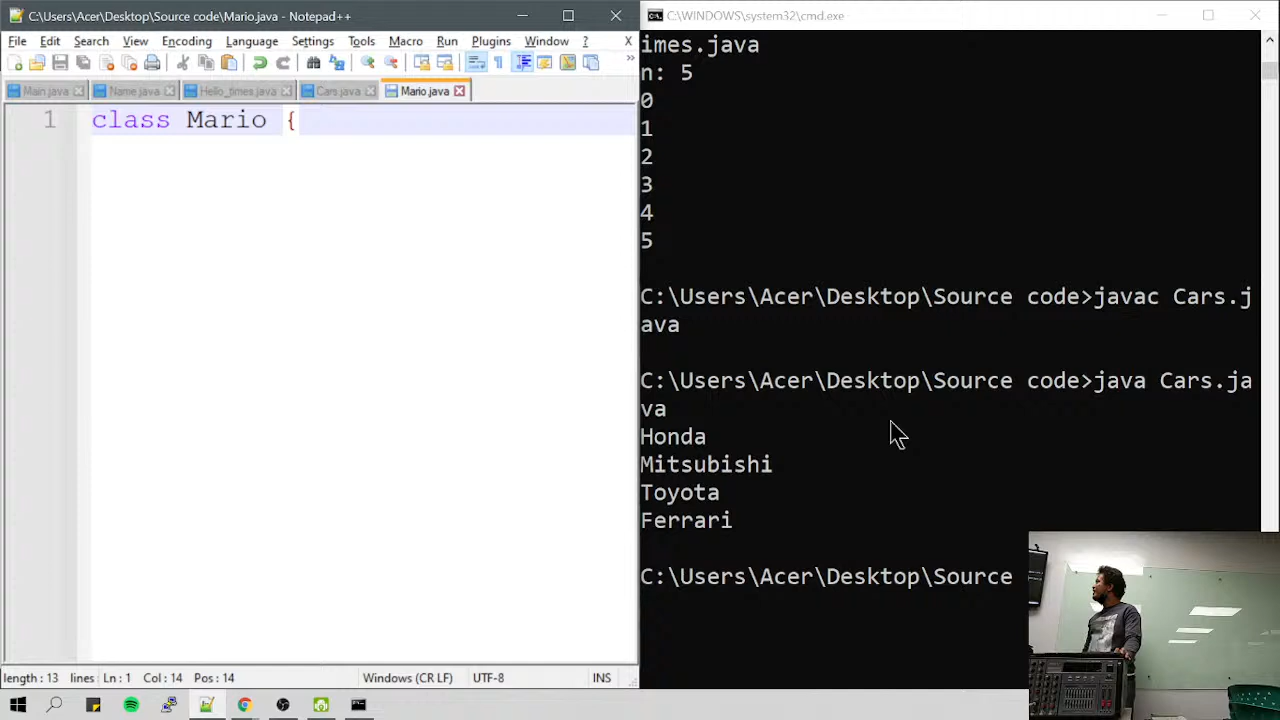 C:\Users\Acer\Desktop\Source code\Mario.java - Notepad++
File Edit Search View Encoding Language Settings Tools Macro Run Plugins Window ? X
Main.java Name.java Hello_times.java Cars.java Mario.java
1 class Mario {
length : 13 Ln : 1 Col : 14 Pos : 14 Windows (CR LF) UTF-8 INS
C:\WINDOWS\system32\cmd.exe
imes.java
n: 5
0
1
2
3
4
5
C:\Users\Acer\Desktop\Source code>javac Cars.j
ava
C:\Users\Acer\Desktop\Source code>java Cars.ja
va
Honda
Mitsubishi
Toyota
Ferrari
C:\Users\Acer\Desktop\Source